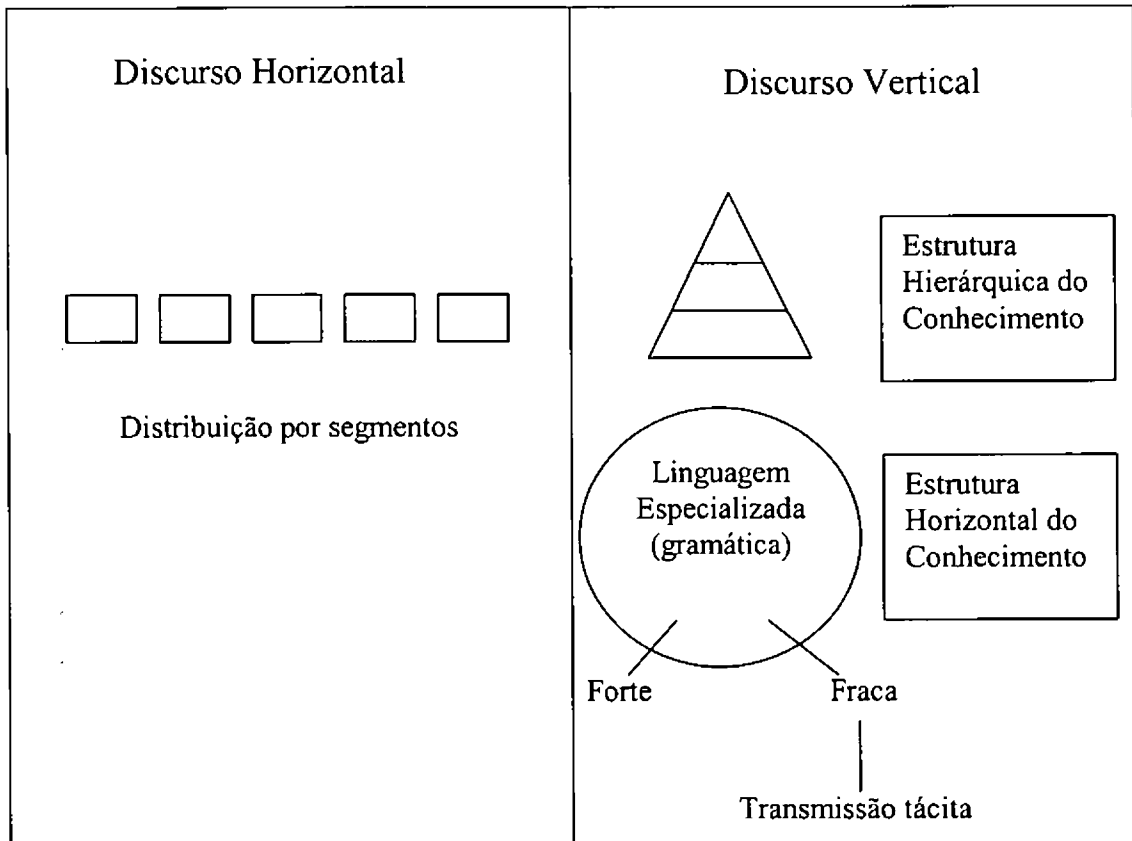 Discurso Horizontal
Distribuição por segmentos
Discurso Vertical
Estrutura
Hierárquica do
Conhecimento
Linguagem
Especializada
(gramática)
Estrutura
Horizontal do
Conhecimento
Forte
Fraca
Transmissão tácita